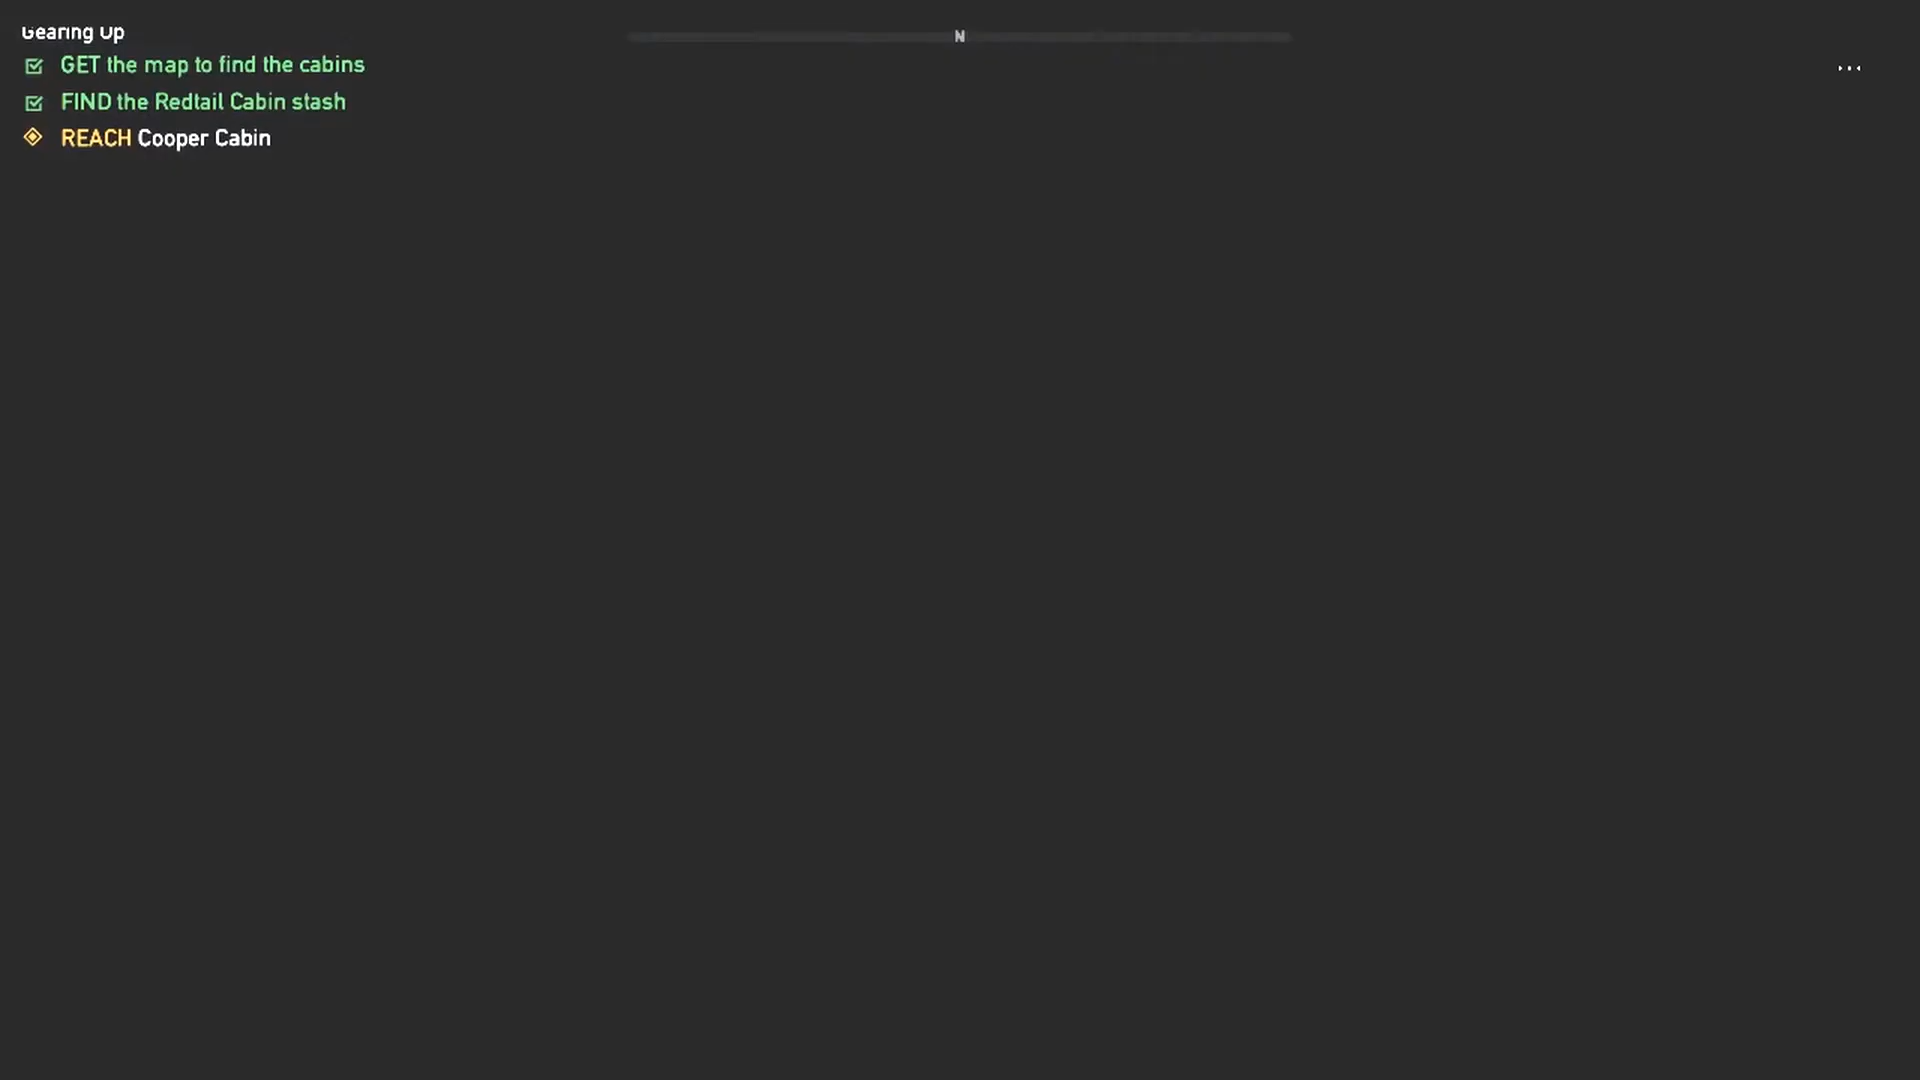 Gearing Up
N
GET the map to find the cabins
...
FIND the Redtail Cabin stash
REACH Cooper Cabin